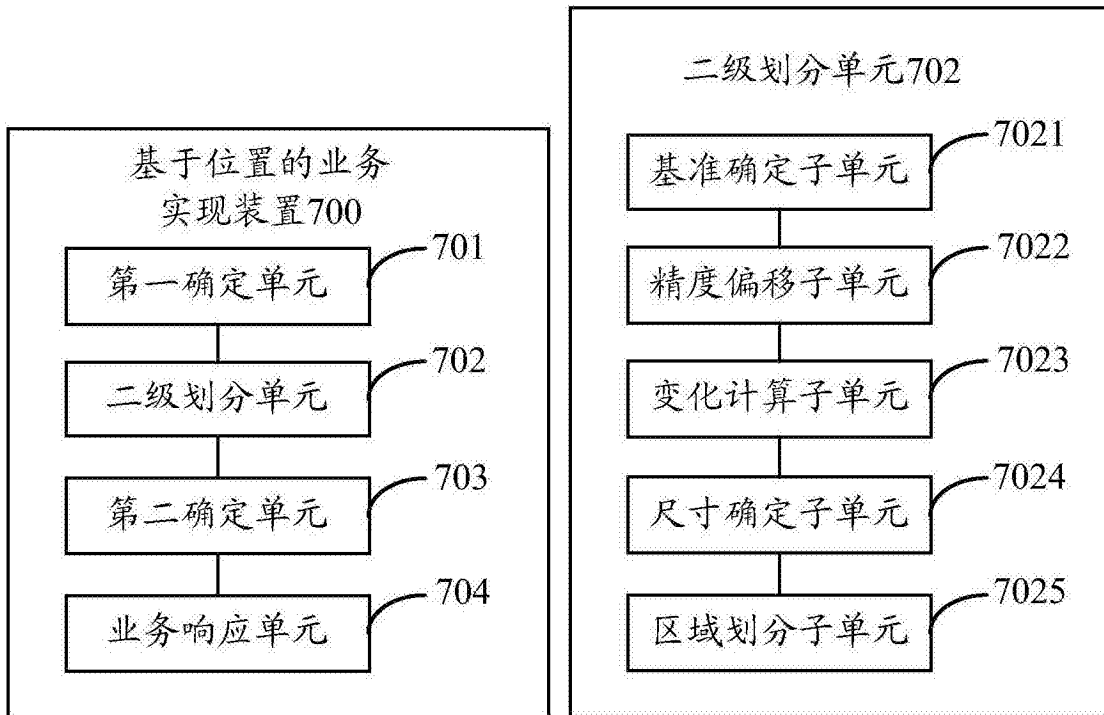 基于位置的业务
实现装置700
第一确定单元
701
二级划分单元
702
第二确定单元
703
业务响应单元
704
二级划分单元702
基准确定子单元
7021
精度偏移子单元
7022
变化计算子单元
7023
尺寸确定子单元
7024
区域划分子单元
7025